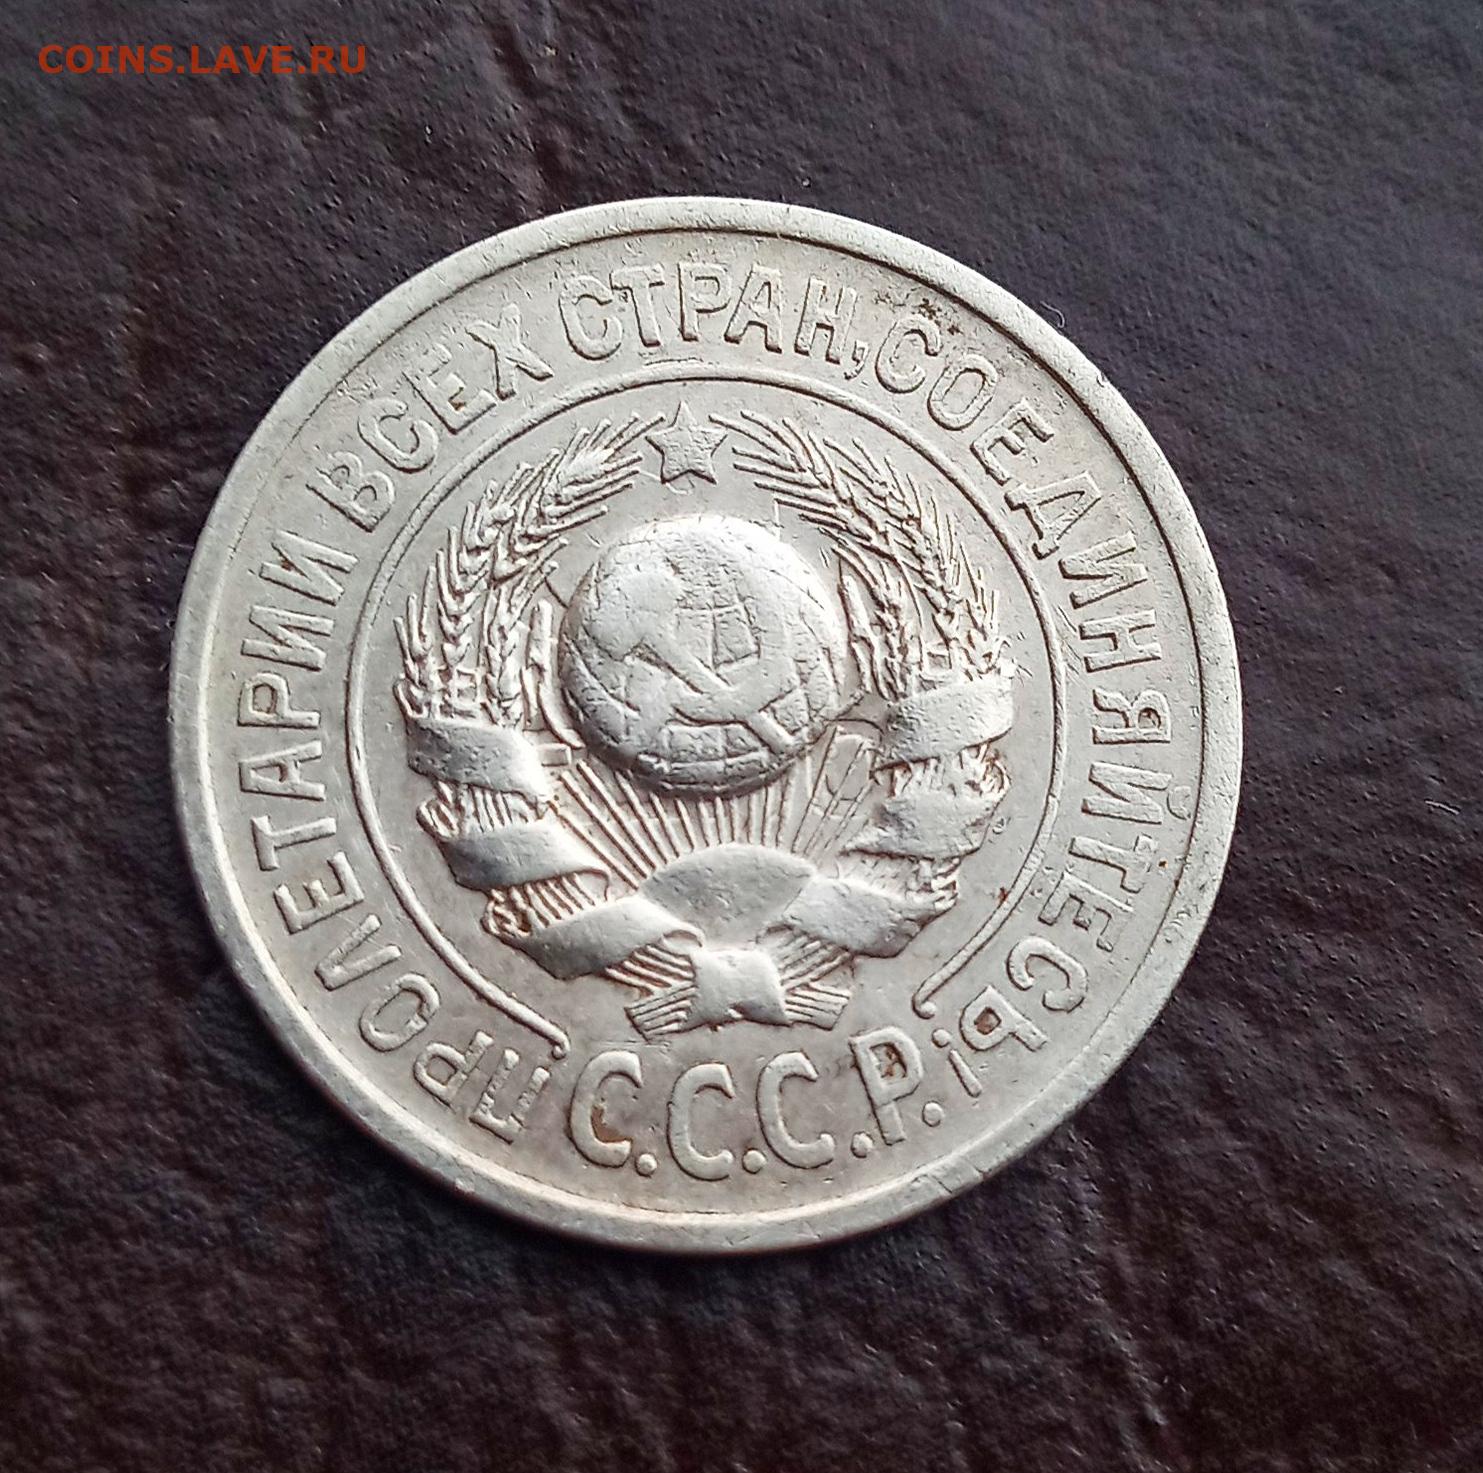 COINS.LAVE.RU
ПРОЛЕТАРИИ ВСЕХ СТРАН, СОЕДИНЯЙТЕСЬ!
С.С.С.Р.